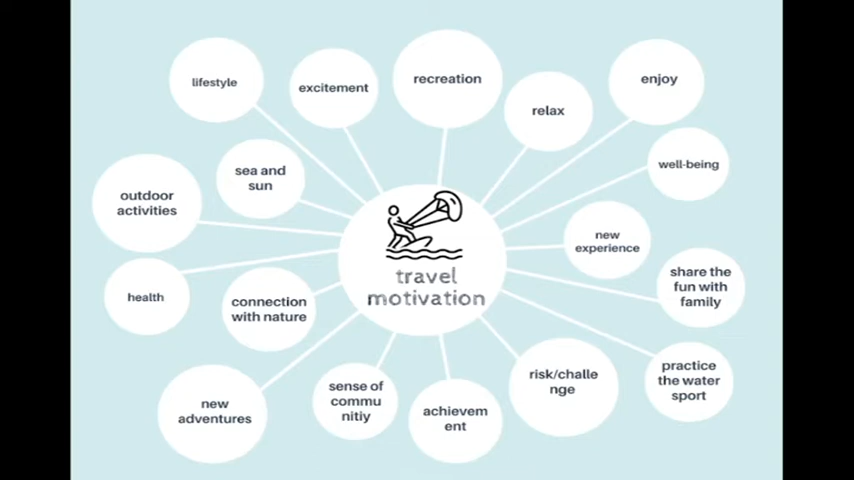 lifestyle
excitement
recreation
relax
enjoy
sea and
sun
well-being
outdoor
activities
new
experience
travel
motivation
health
connection
with nature
share the
fun with
family
new
adventures
sense of
commu
nitiy
achievem
ent
risk/challe
nge
practice
the water
sport